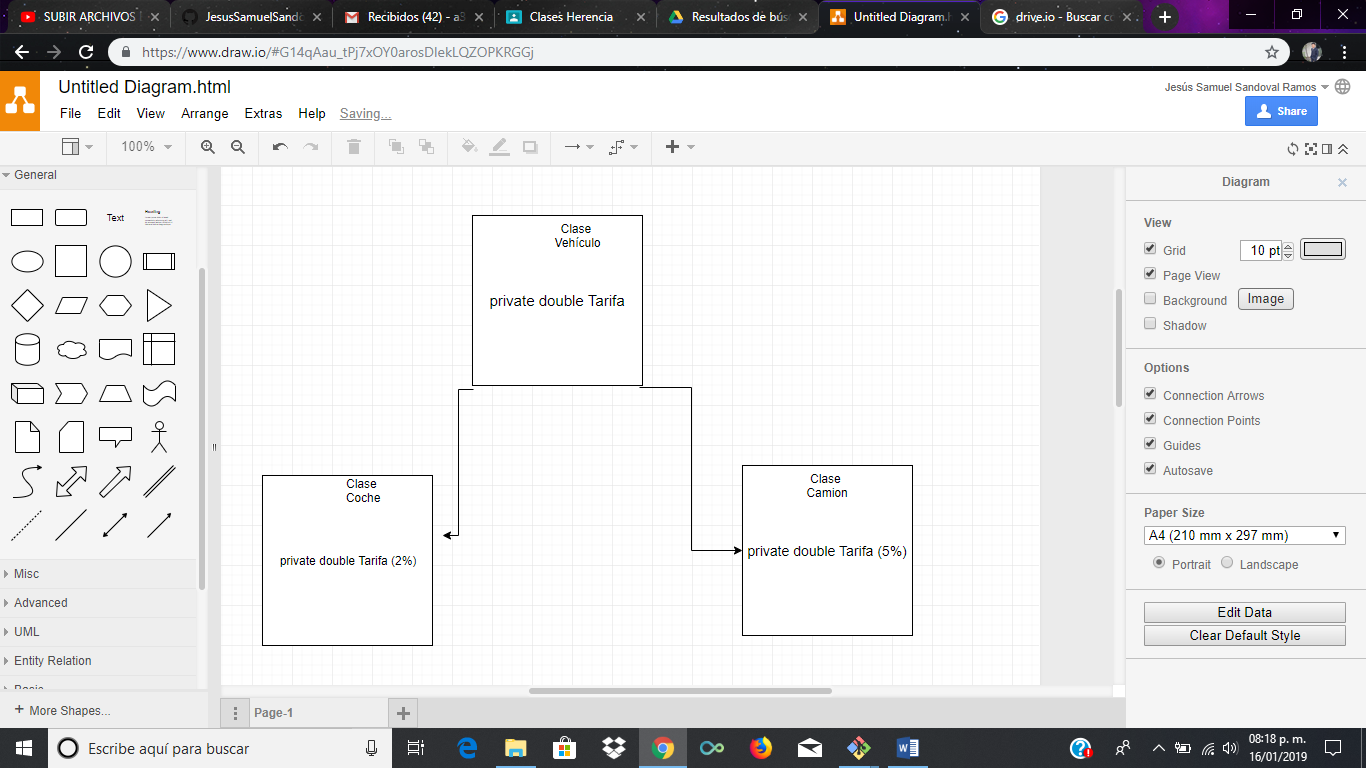 SUBIR ARCHIVOS
JesusSamuelSand
Recibidos (42) - a3
Clases Herencia
Resultados de bús
Untitled Diagram.h
drive.io - Buscar co
https://www.draw.io/#G14qAau_tPj7xOY0arosDIekLQZOPKRGGj
Untitled Diagram.html
Jesús Samuel Sandoval Ramos
File Edit View Arrange Extras Help Saving...
Share
100%
General
Diagram
Text
Heading
View
Grid 10 pt
Page View
Background Image
Shadow
Options
Connection Arrows
Connection Points
Guides
Autosave
Paper Size
A4 (210 mm x 297 mm)
Portrait Landscape
Edit Data
Clear Default Style
Clase
Vehículo
private double Tarifa
Clase
Coche
private double Tarifa (2%)
Clase
Camion
private double Tarifa (5%)
Misc
Advanced
UML
Entity Relation
Basic
+ More Shapes...
Page-1
Escribe aquí para buscar
08:18 p. m.
16/01/2019